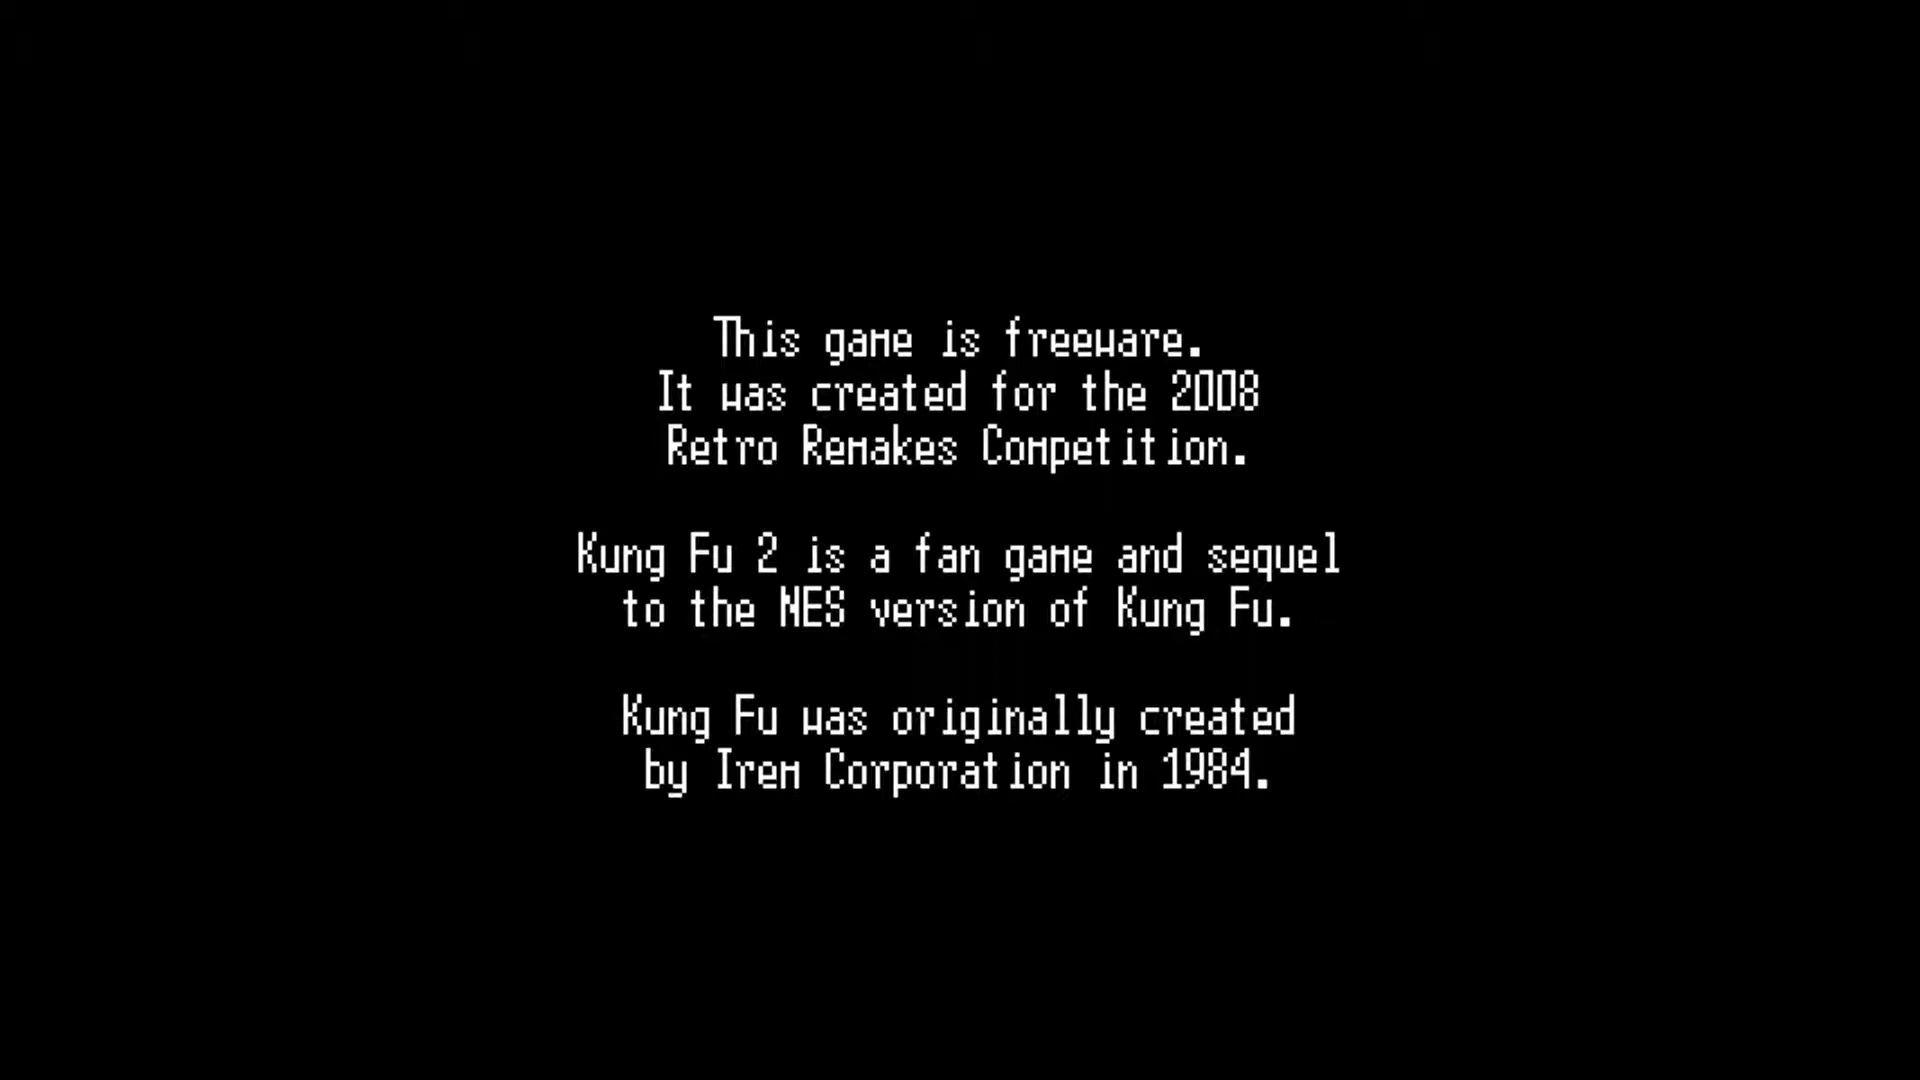 This game is freeware.
It was created for the 2008
Retro Remakes Competition.
Kung Fu 2 is a fan game and sequel
to the NES version of Kung Fu.
Kung Fu was originally created
by Irem Corporation in 1984.